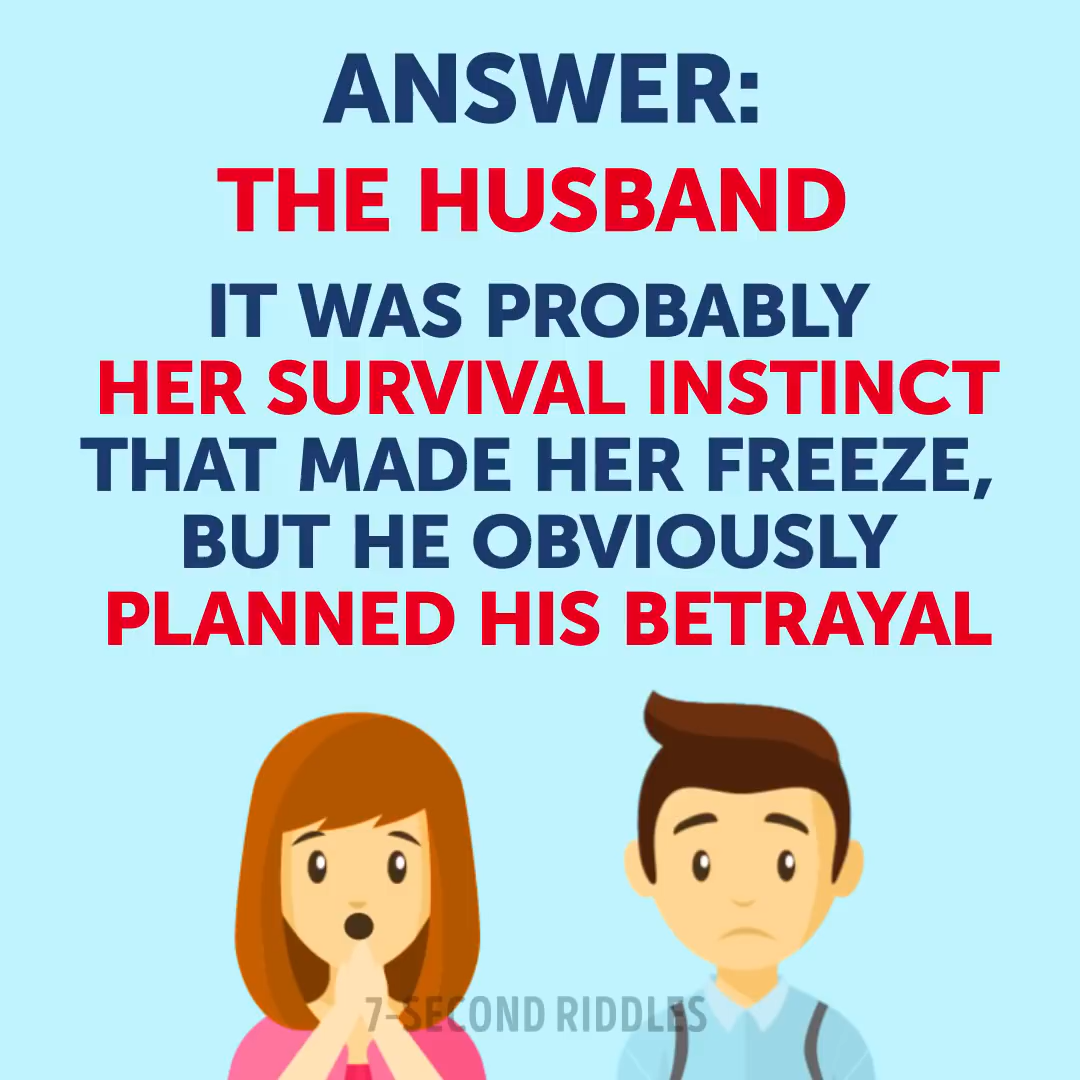 ANSWER:
THE HUSBAND
IT WAS PROBABLY
HER SURVIVAL INSTINCT
THAT MADE HER FREEZE,
BUT HE OBVIOUSLY
PLANNED HIS BETRAYAL
7-SECOND RIDDLES